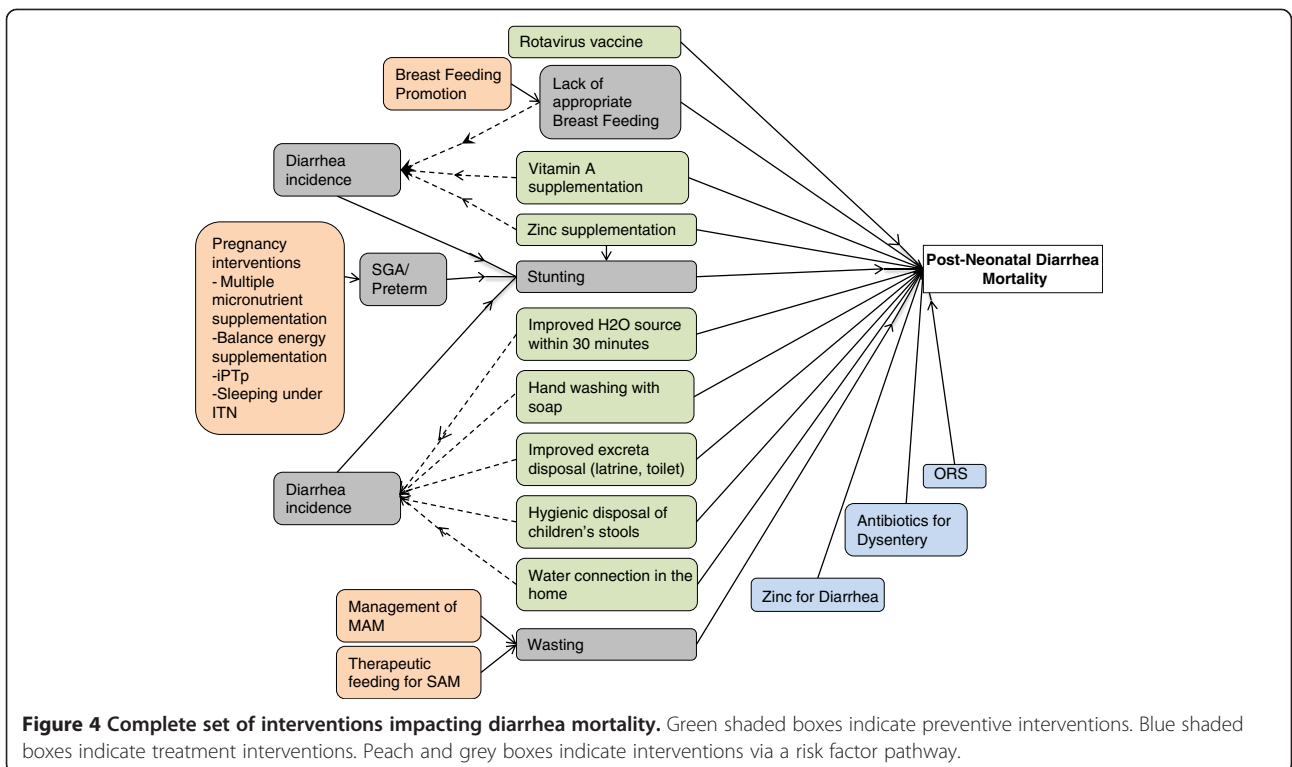 Rotavirus vaccine
Breast Feeding
Promotion
Lack of
appropriate
Breast Feeding
Diarrhea
incidence
Vitamin A
supplementation
Zinc supplementation
Pregnancy
interventions
- Multiple
micronutrient
supplementation
-Balance energy
supplementation
-iPTp
-Sleeping under
ITN
SGA/
Preterm
Stunting
Post-Neonatal Diarrhea
Mortality
Improved H2O source
within 30 minutes
Hand washing with
soap
Improved excreta
disposal (latrine, toilet)
Diarrhea
incidence
Hygienic disposal of
children's stools
Water connection in the
home
ORS
Antibiotics for
Dysentery
Zinc for Diarrhea
Management of
MAM
Therapeutic
feeding for SAM
Wasting
Figure 4 Complete set of interventions impacting diarrhea mortality. Green shaded boxes indicate preventive interventions. Blue shaded
boxes indicate treatment interventions. Peach and grey boxes indicate interventions via a risk factor pathway.